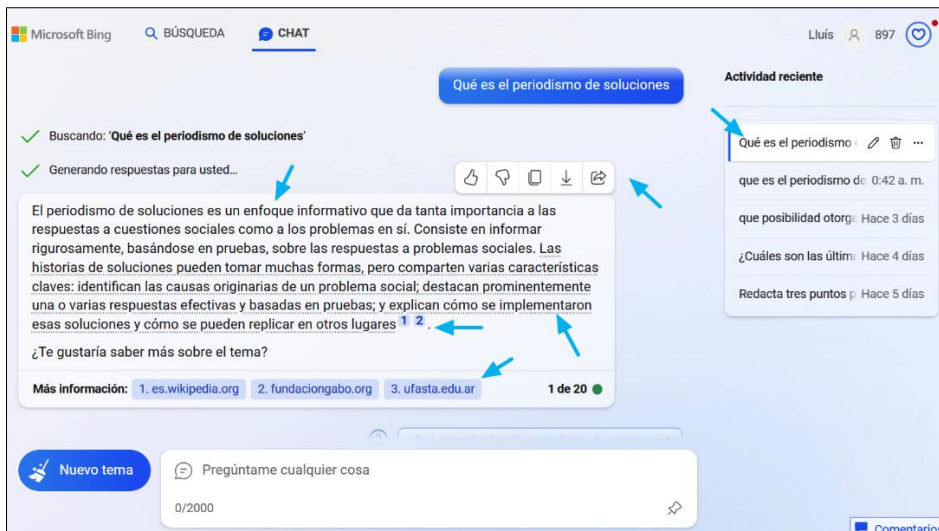 Microsoft Bing
BÚSQUEDA
CHAT
Lluís
897
Qué es el periodismo de soluciones
Actividad reciente
Buscando: 'Qué es el periodismo de soluciones'
Generando respuestas para usted...
El periodismo de soluciones es un enfoque informativo que da tanta importancia a las
respuestas a cuestiones sociales como a los problemas en sí. Consiste en informar
rigurosamente, basándose en pruebas, sobre las respuestas a problemas sociales. Las
historias de soluciones pueden tomar muchas formas, pero comparten varias características
claves: identifican las causas originarias de un problema social; destacan prominentemente
una o varias respuestas efectivas y basadas en pruebas; y explican cómo se implementaron
esas soluciones y cómo se pueden replicar en otros lugares 1 2 .
¿Te gustaría saber más sobre el tema?
Más información: 1. es.wikipedia.org 2. fundaciongabo.org 3. ufasta.edu.ar 1 de 20
Qué es el periodismo
que es el periodismo de 0:42 a. m.
que posibilidad otorga Hace 3 días
¿Cuáles son las últim Hace 4 días
Redacta tres puntos p Hace 5 días
Nuevo tema
Pregúntame cualquier cosa
0/2000
Comentarios